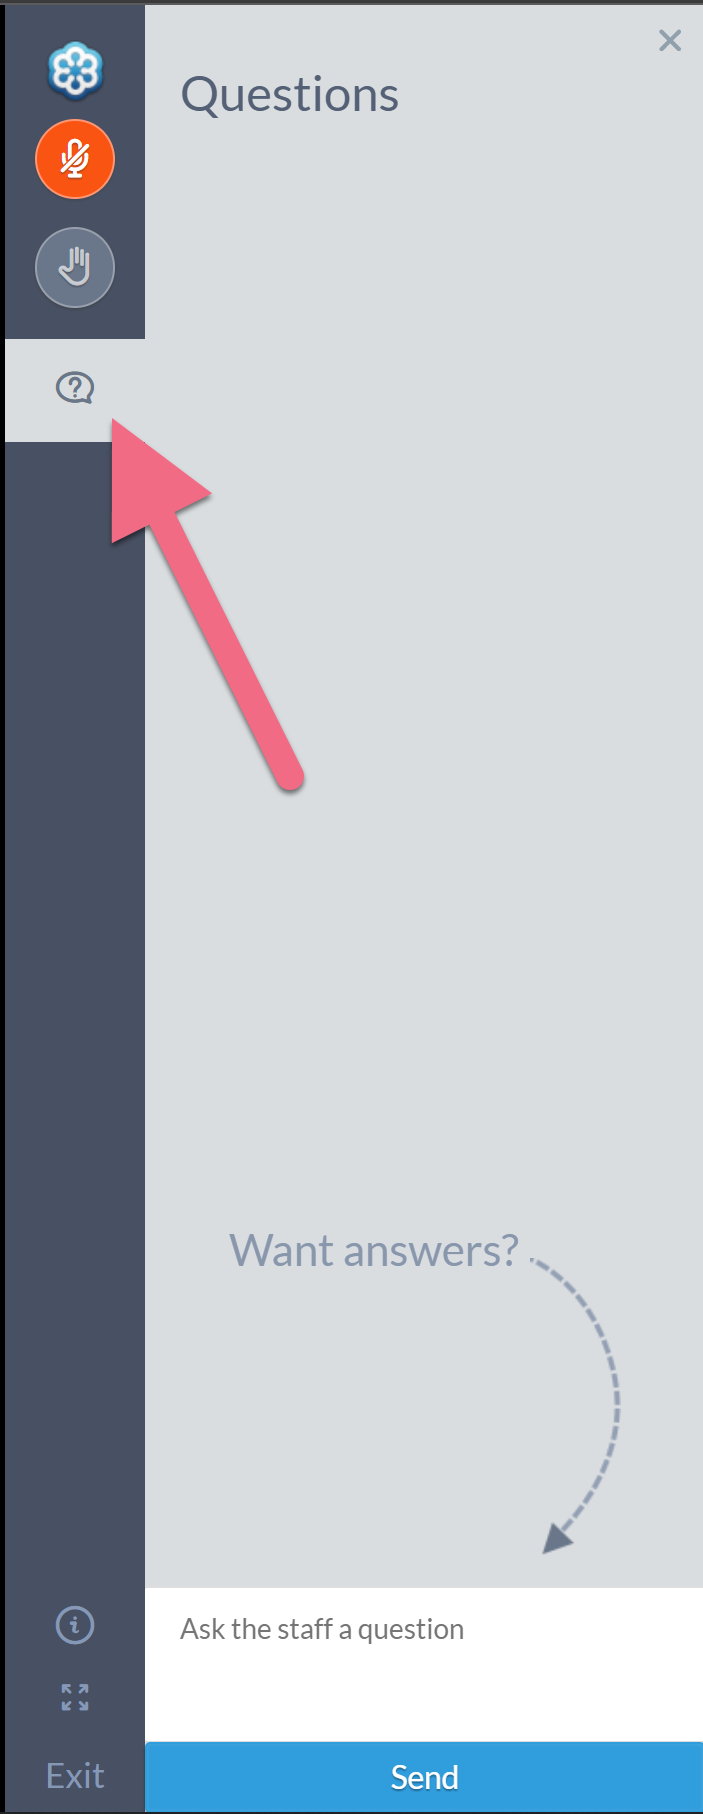 Questions
Want answers?
Ask the staff a question
Exit
Send